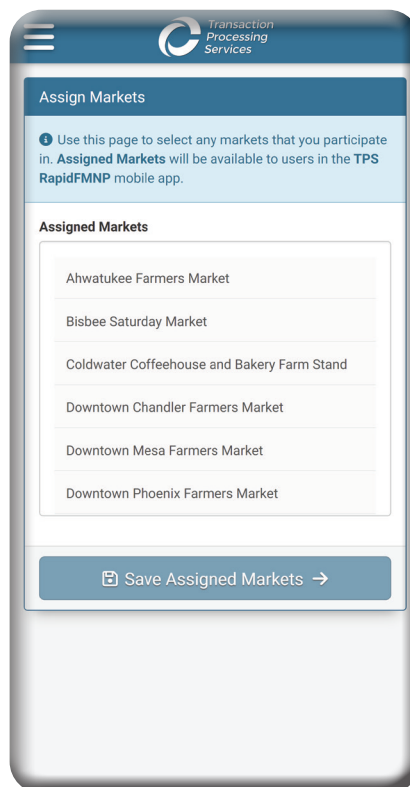 Transaction
Processing
Services
Assign Markets
Use this page to select any markets that you participate
in. Assigned Markets will be available to users in the TPS
RapidFMNP mobile app.
Assigned Markets
Ahwatukee Farmers Market
Bisbee Saturday Market
Coldwater Coffeehouse and Bakery Farm Stand
Downtown Chandler Farmers Market
Downtown Mesa Farmers Market
Downtown Phoenix Farmers Market
Save Assigned Markets →